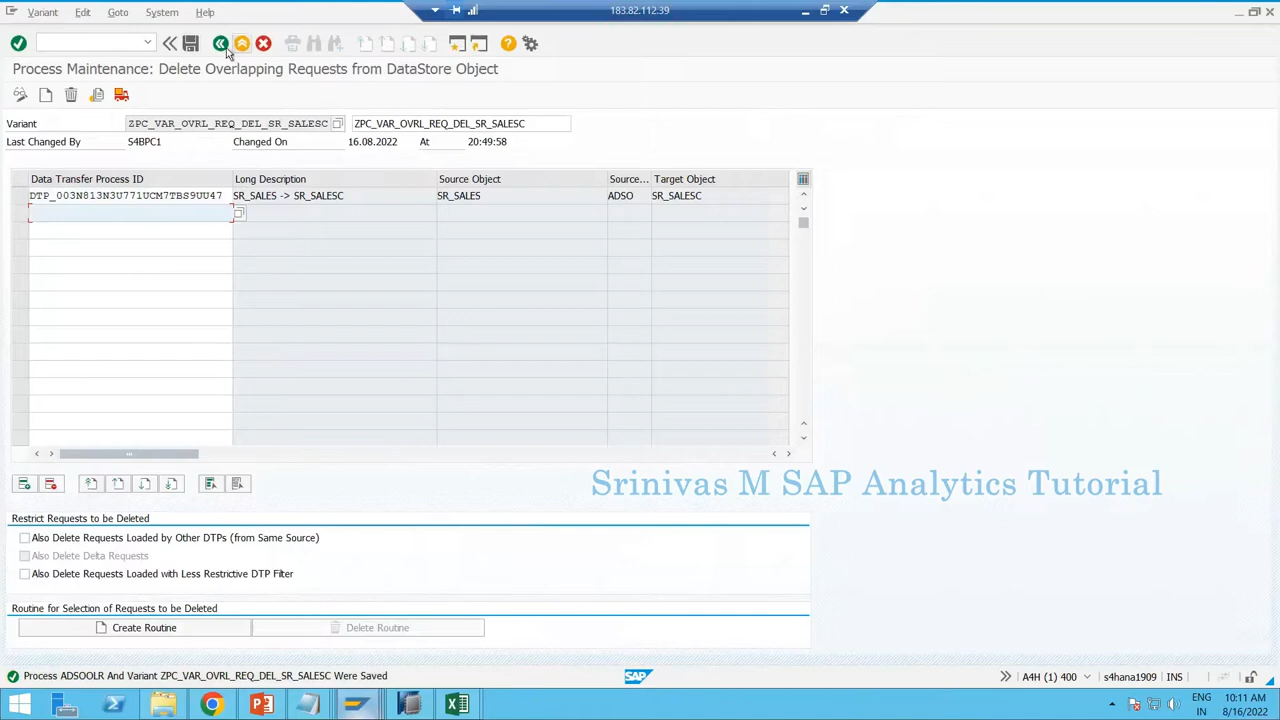 Variant Edit Goto System Help
183.82.112.39
Process Maintenance: Delete Overlapping Requests from DataStore Object
Variant ZPC_VAR_OVRL_REQ_DEL_SR_SALESC ZPC_VAR_OVRL_REQ_DEL_SR_SALESC
Last Changed By S4BPC1 Changed On 16.08.2022 At 20:49:58
Data Transfer Process ID Long Description Source Object Source... Target Object
DTP_003N813N3U771UCM7TBS9UU47 SR_SALES -> SR_SALESC SR_SALES ADSO SR_SALESC
Srinivas M SAP Analytics Tutorial
Restrict Requests to be Deleted
Also Delete Requests Loaded by Other DTPs (from Same Source)
Also Delete Delta Requests
Also Delete Requests Loaded with Less Restrictive DTP Filter
Routine for Selection of Requests to be Deleted
Create Routine Delete Routine
Process ADSOOLR And Variant ZPC_VAR_OVRL_REQ_DEL_SR_SALESC Were Saved SAP A4H (1) 400 s4hana1909 INS
ENG 10:11 AM
IN 8/16/2022